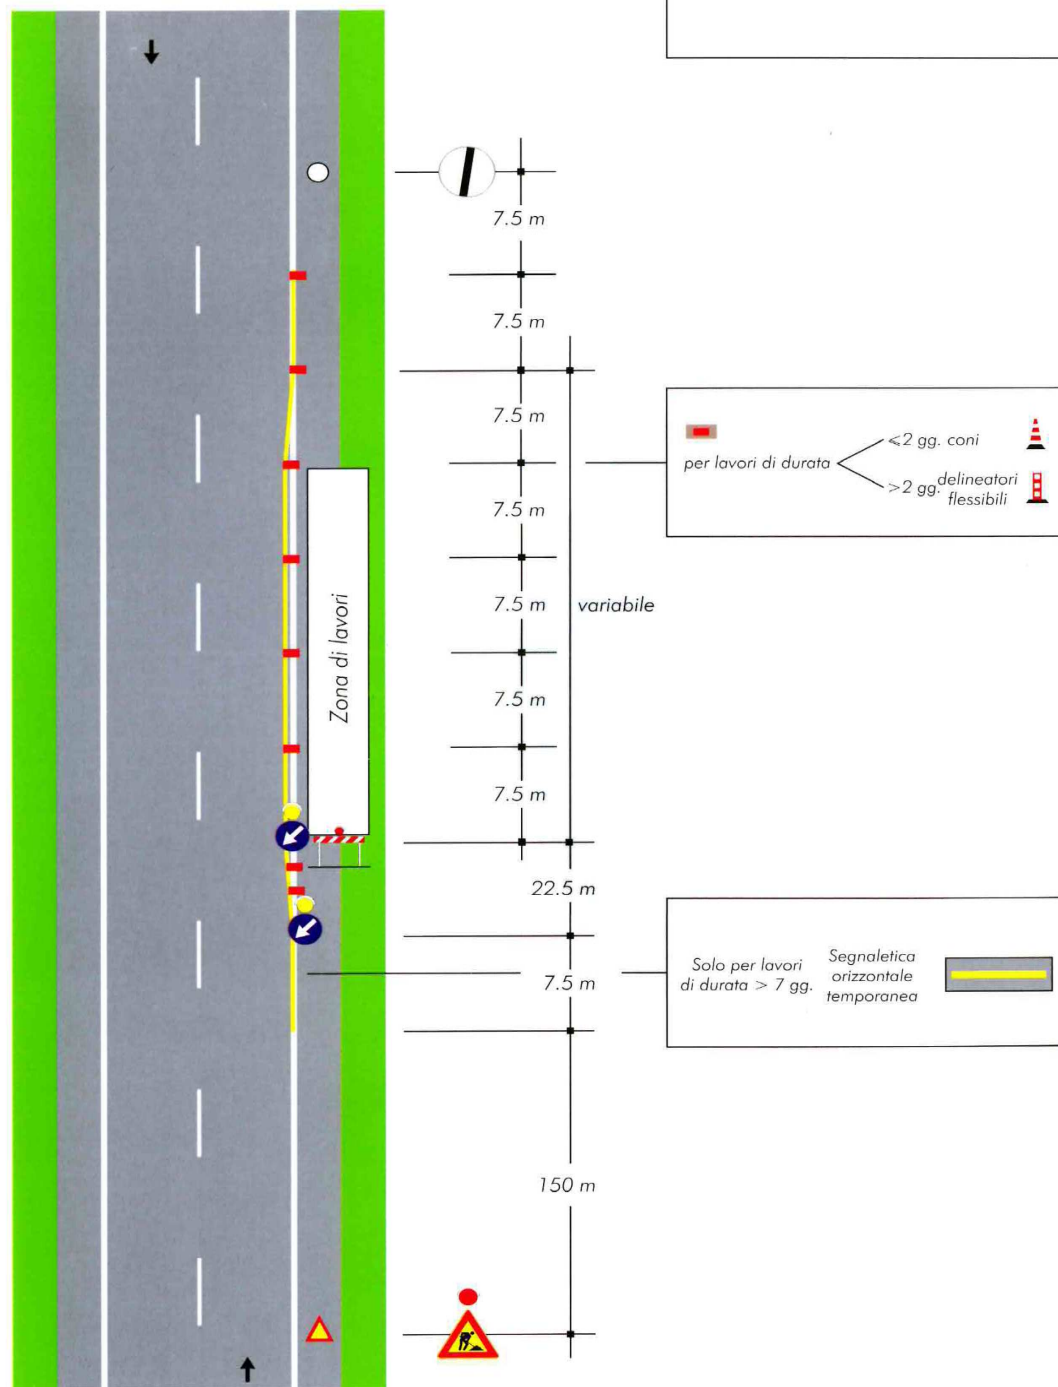 7.5 m
7.5 m
7.5 m
7.5 m
7.5 m
variabile
7.5 m
7.5 m
22.5 m
7.5 m
150 m
Zona di lavori
per lavori di durata
≤2 gg. coni
>2 gg. delineatori
flessibili
Solo per lavori
di durata > 7 gg.
Segnaletica
orizzontale
temporanea